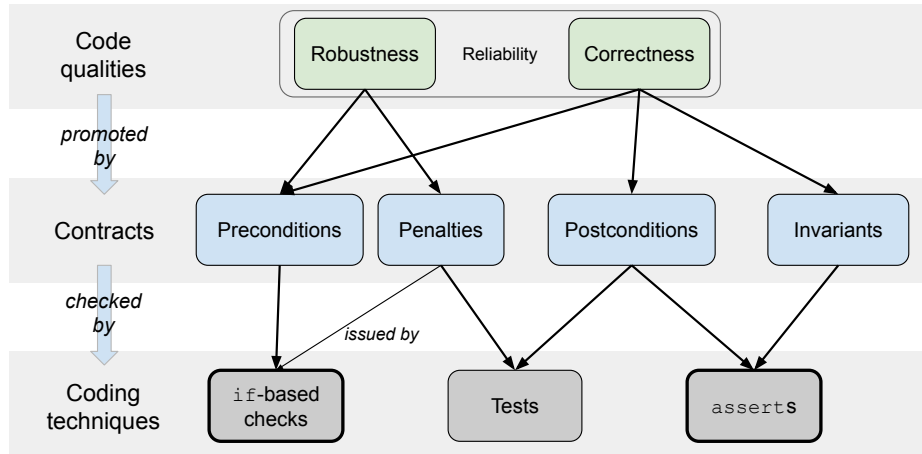 Code
qualities
Robustness
Reliability
Correctness
promoted
by
Contracts
Preconditions
Penalties
Postconditions
Invariants
checked
by
issued by
Coding
techniques
if-based
checks
Tests
asserts